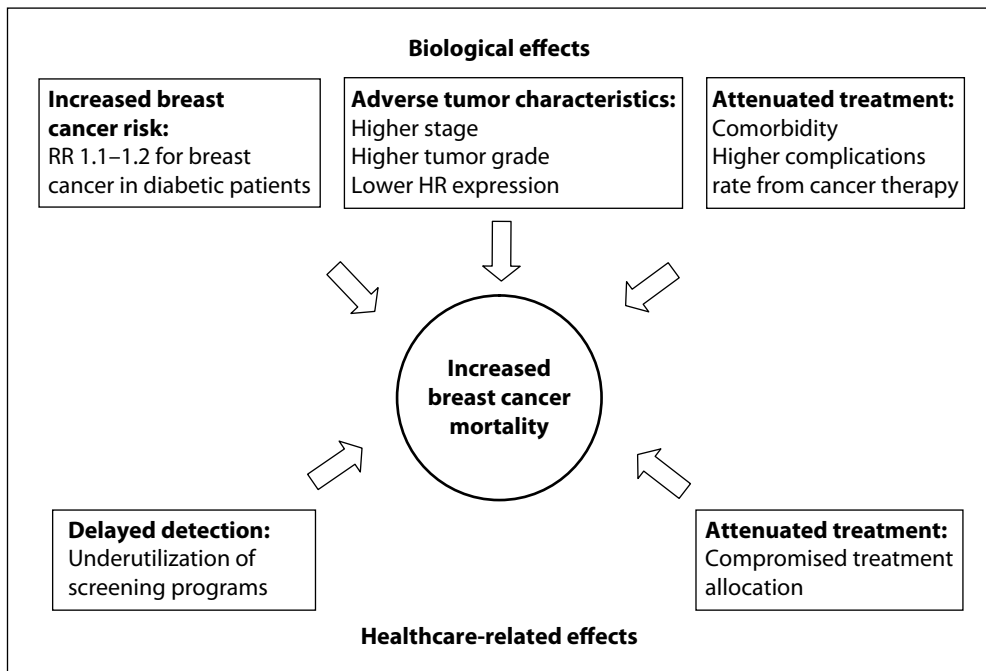 Biological effects
Increased breast
cancer risk:
RR 1.1–1.2 for breast
cancer in diabetic patients
Adverse tumor characteristics:
Higher stage
Higher tumor grade
Lower HR expression
Attenuated treatment:
Comorbidity
Higher complications
rate from cancer therapy
Increased
breast cancer
mortality
Delayed detection:
Underutilization of
screening programs
Attenuated treatment:
Compromised treatment
allocation
Healthcare-related effects